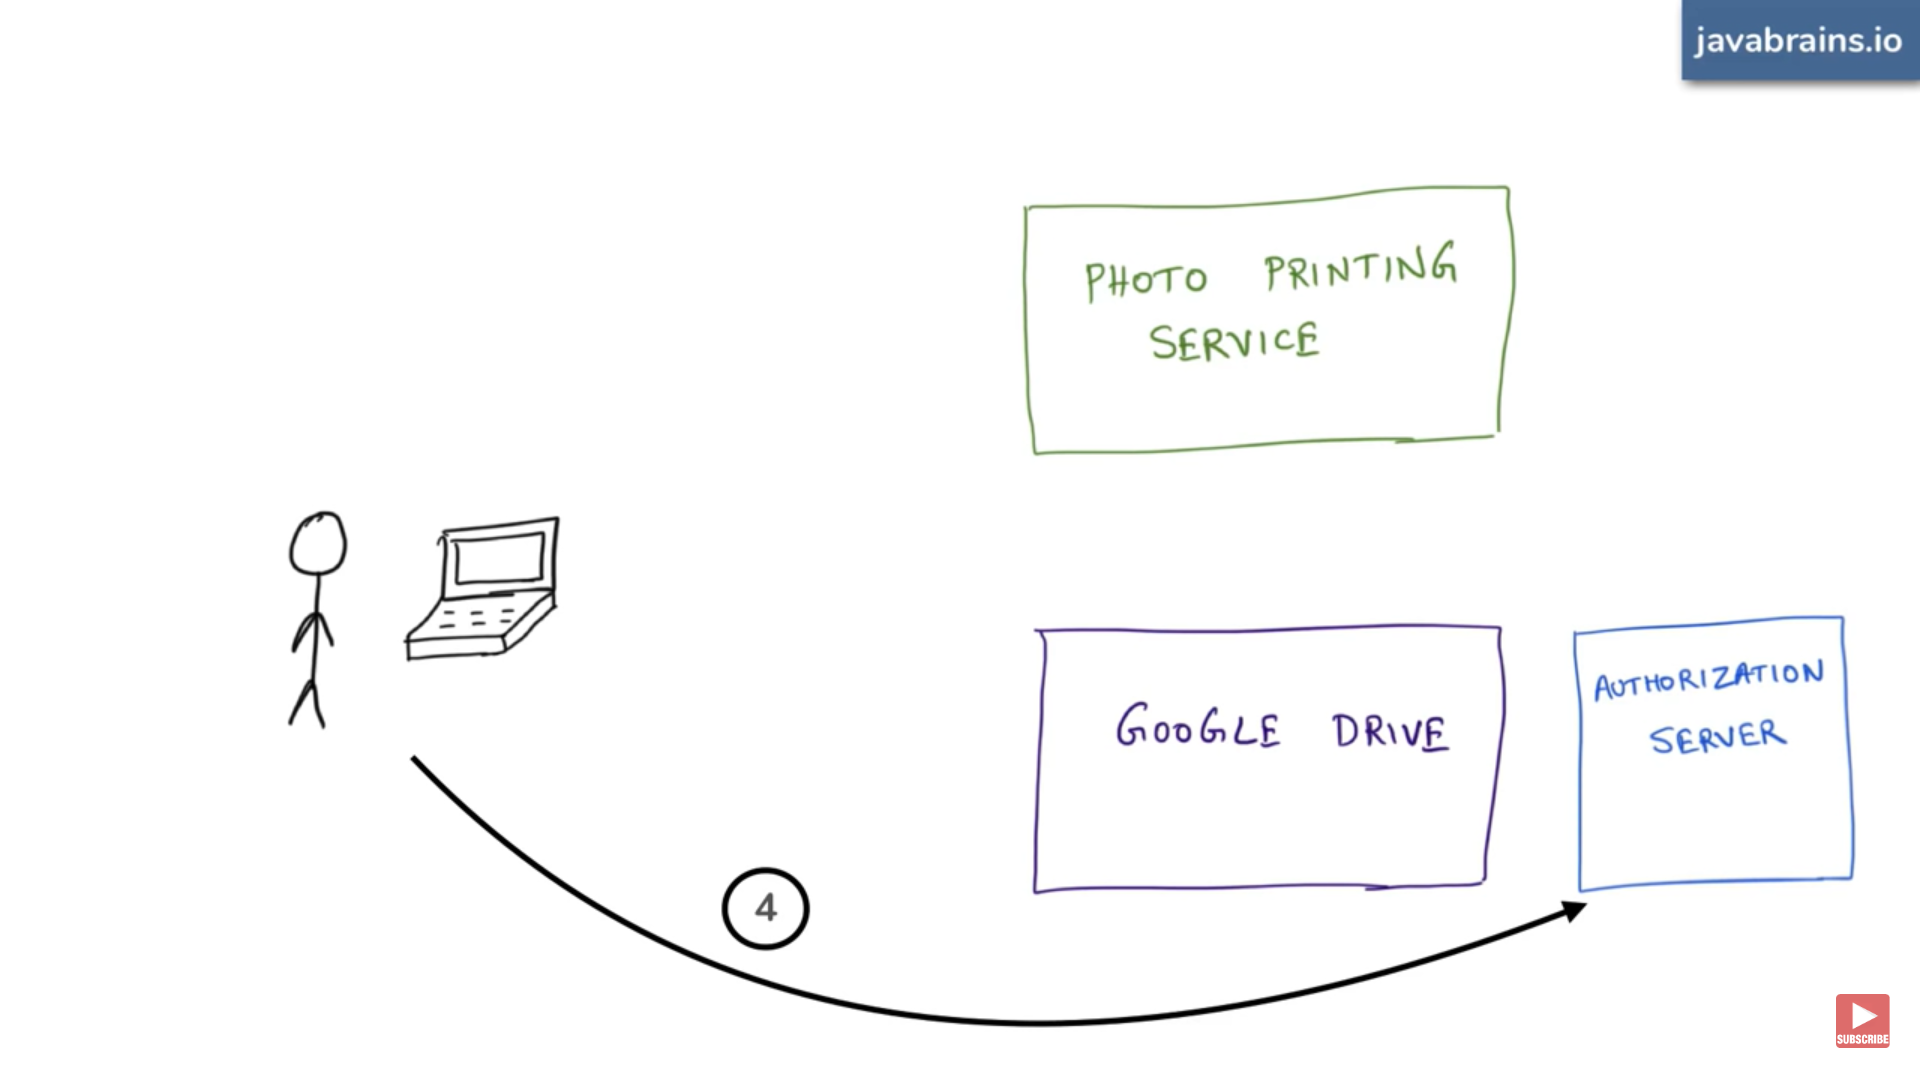 javabrains.io
PHOTO PRINTING
SERVICE
GOOGLE DRIVE
AUTHORIZATION
SERVER
4
SUBSCRIBE